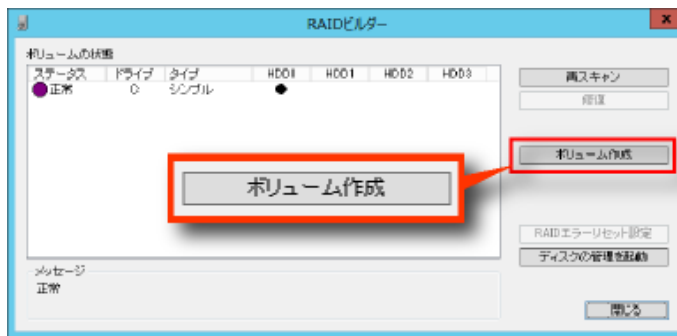 RAIDビルダー
x
ボリュームの状態
ステータス ドライブ タイプ HDD0 HDD1 HDD2 HDD3
正常 C: シンプル
再スキャン
修復
ボリューム作成
ボリューム作成
RAIDエラーリセット設定
ディスクの管理を起動
メッセージ
正常
閉じる